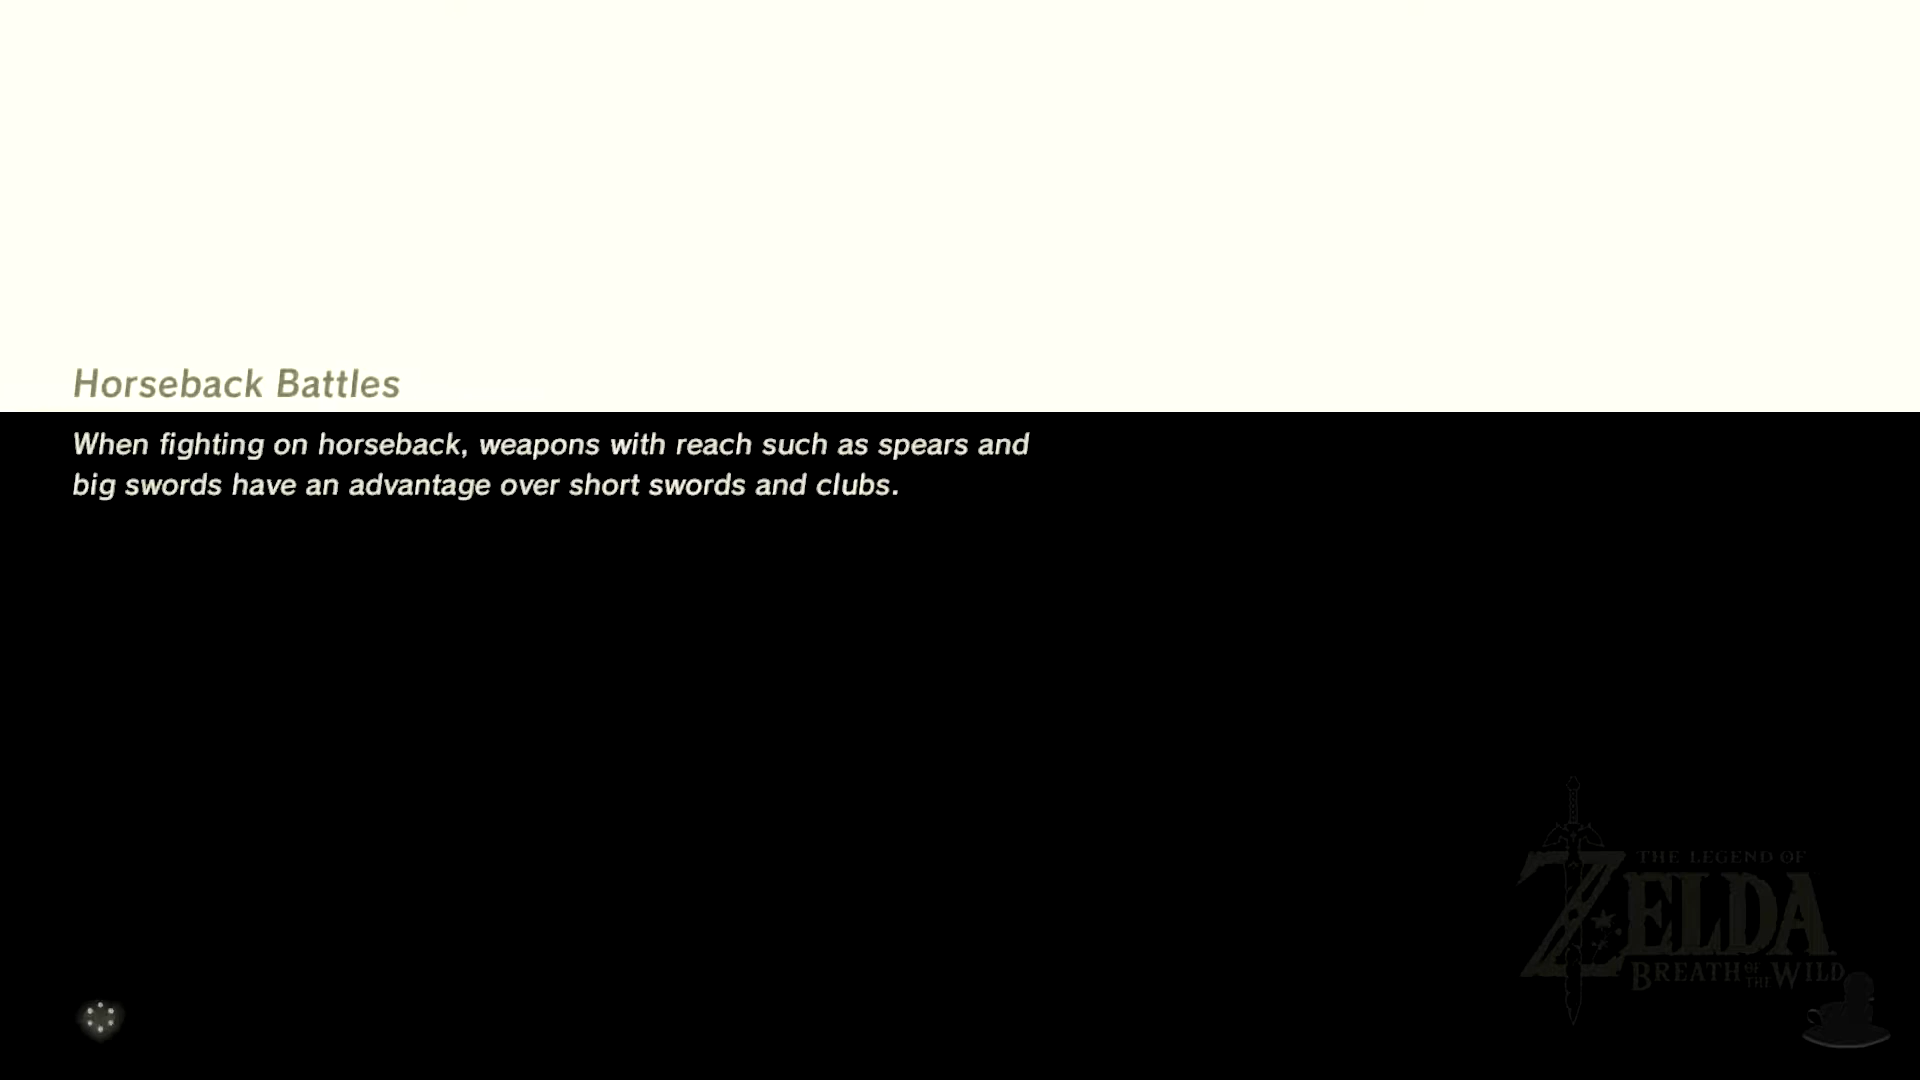 Horseback Battles
When fighting on horseback, weapons with reach such as spears and
big swords have an advantage over short swords and clubs.
THE LEGEND OF
ZELDA
BREATH OF THE WILD